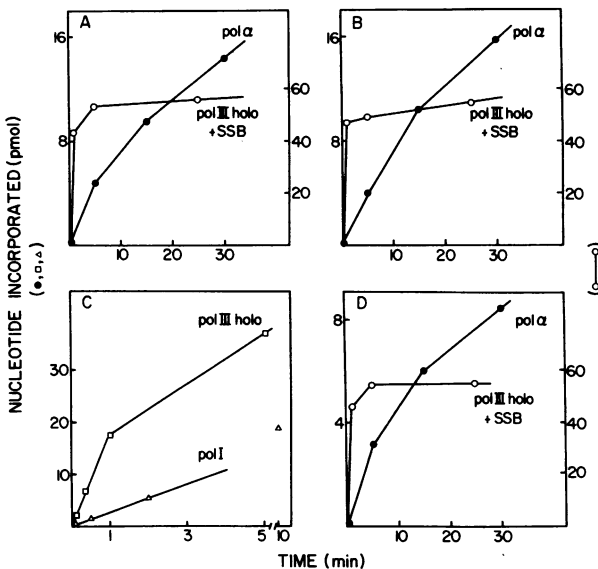 A
16
8
pol α
pol III holo
+ SSB
60
40
20
10 20 30
B
16
8
pol α
pol III holo
+ SSB
60
40
20
10 20 30
NUCLEOTIDE INCORPORATED (pmol)
(●,□,△)
(○—○)
C
30
20
10
pol III holo
pol I
1 3 5 10
D
8
4
pol α
pol III holo
+ SSB
60
40
20
10 20 30
TIME (min)